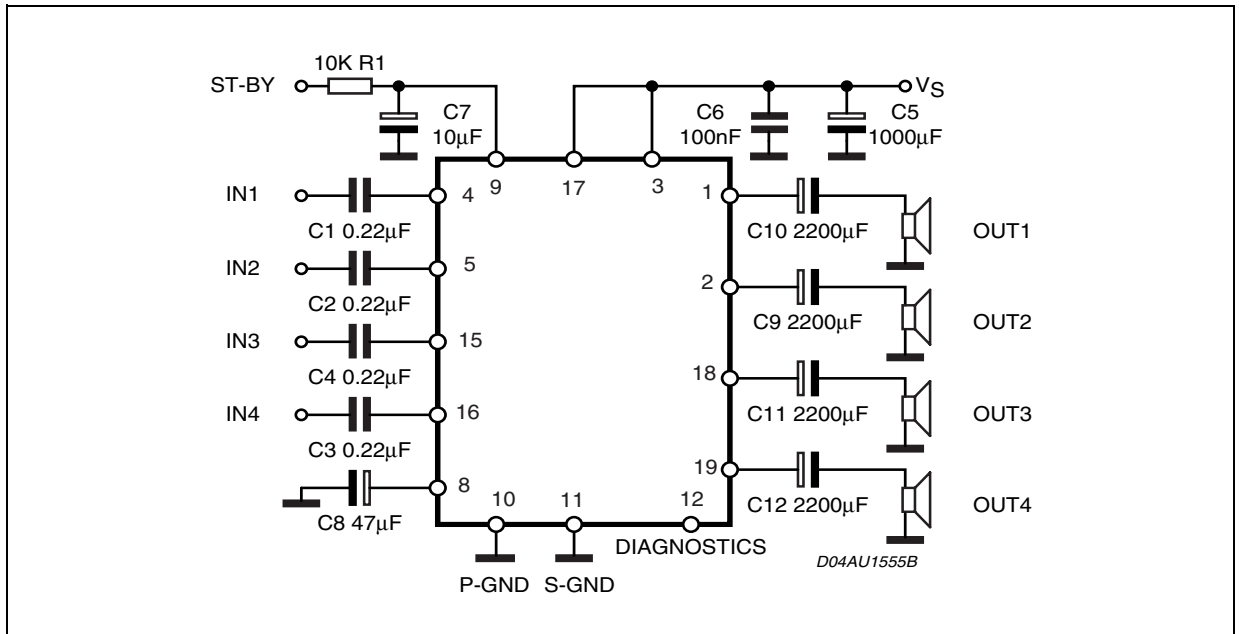 10K R1
ST-BY
C7
10μF
C6
100nF
VS
C5
1000μF
9
17
3
IN1
4
C1 0.22μF
1
C10 2200μF
OUT1
IN2
5
C2 0.22μF
2
C9 2200μF
OUT2
IN3
15
C4 0.22μF
18
C11 2200μF
OUT3
IN4
16
C3 0.22μF
19
C12 2200μF
OUT4
8
C8 47μF
10
11
12
DIAGNOSTICS
P-GND
S-GND
D04AU1555B